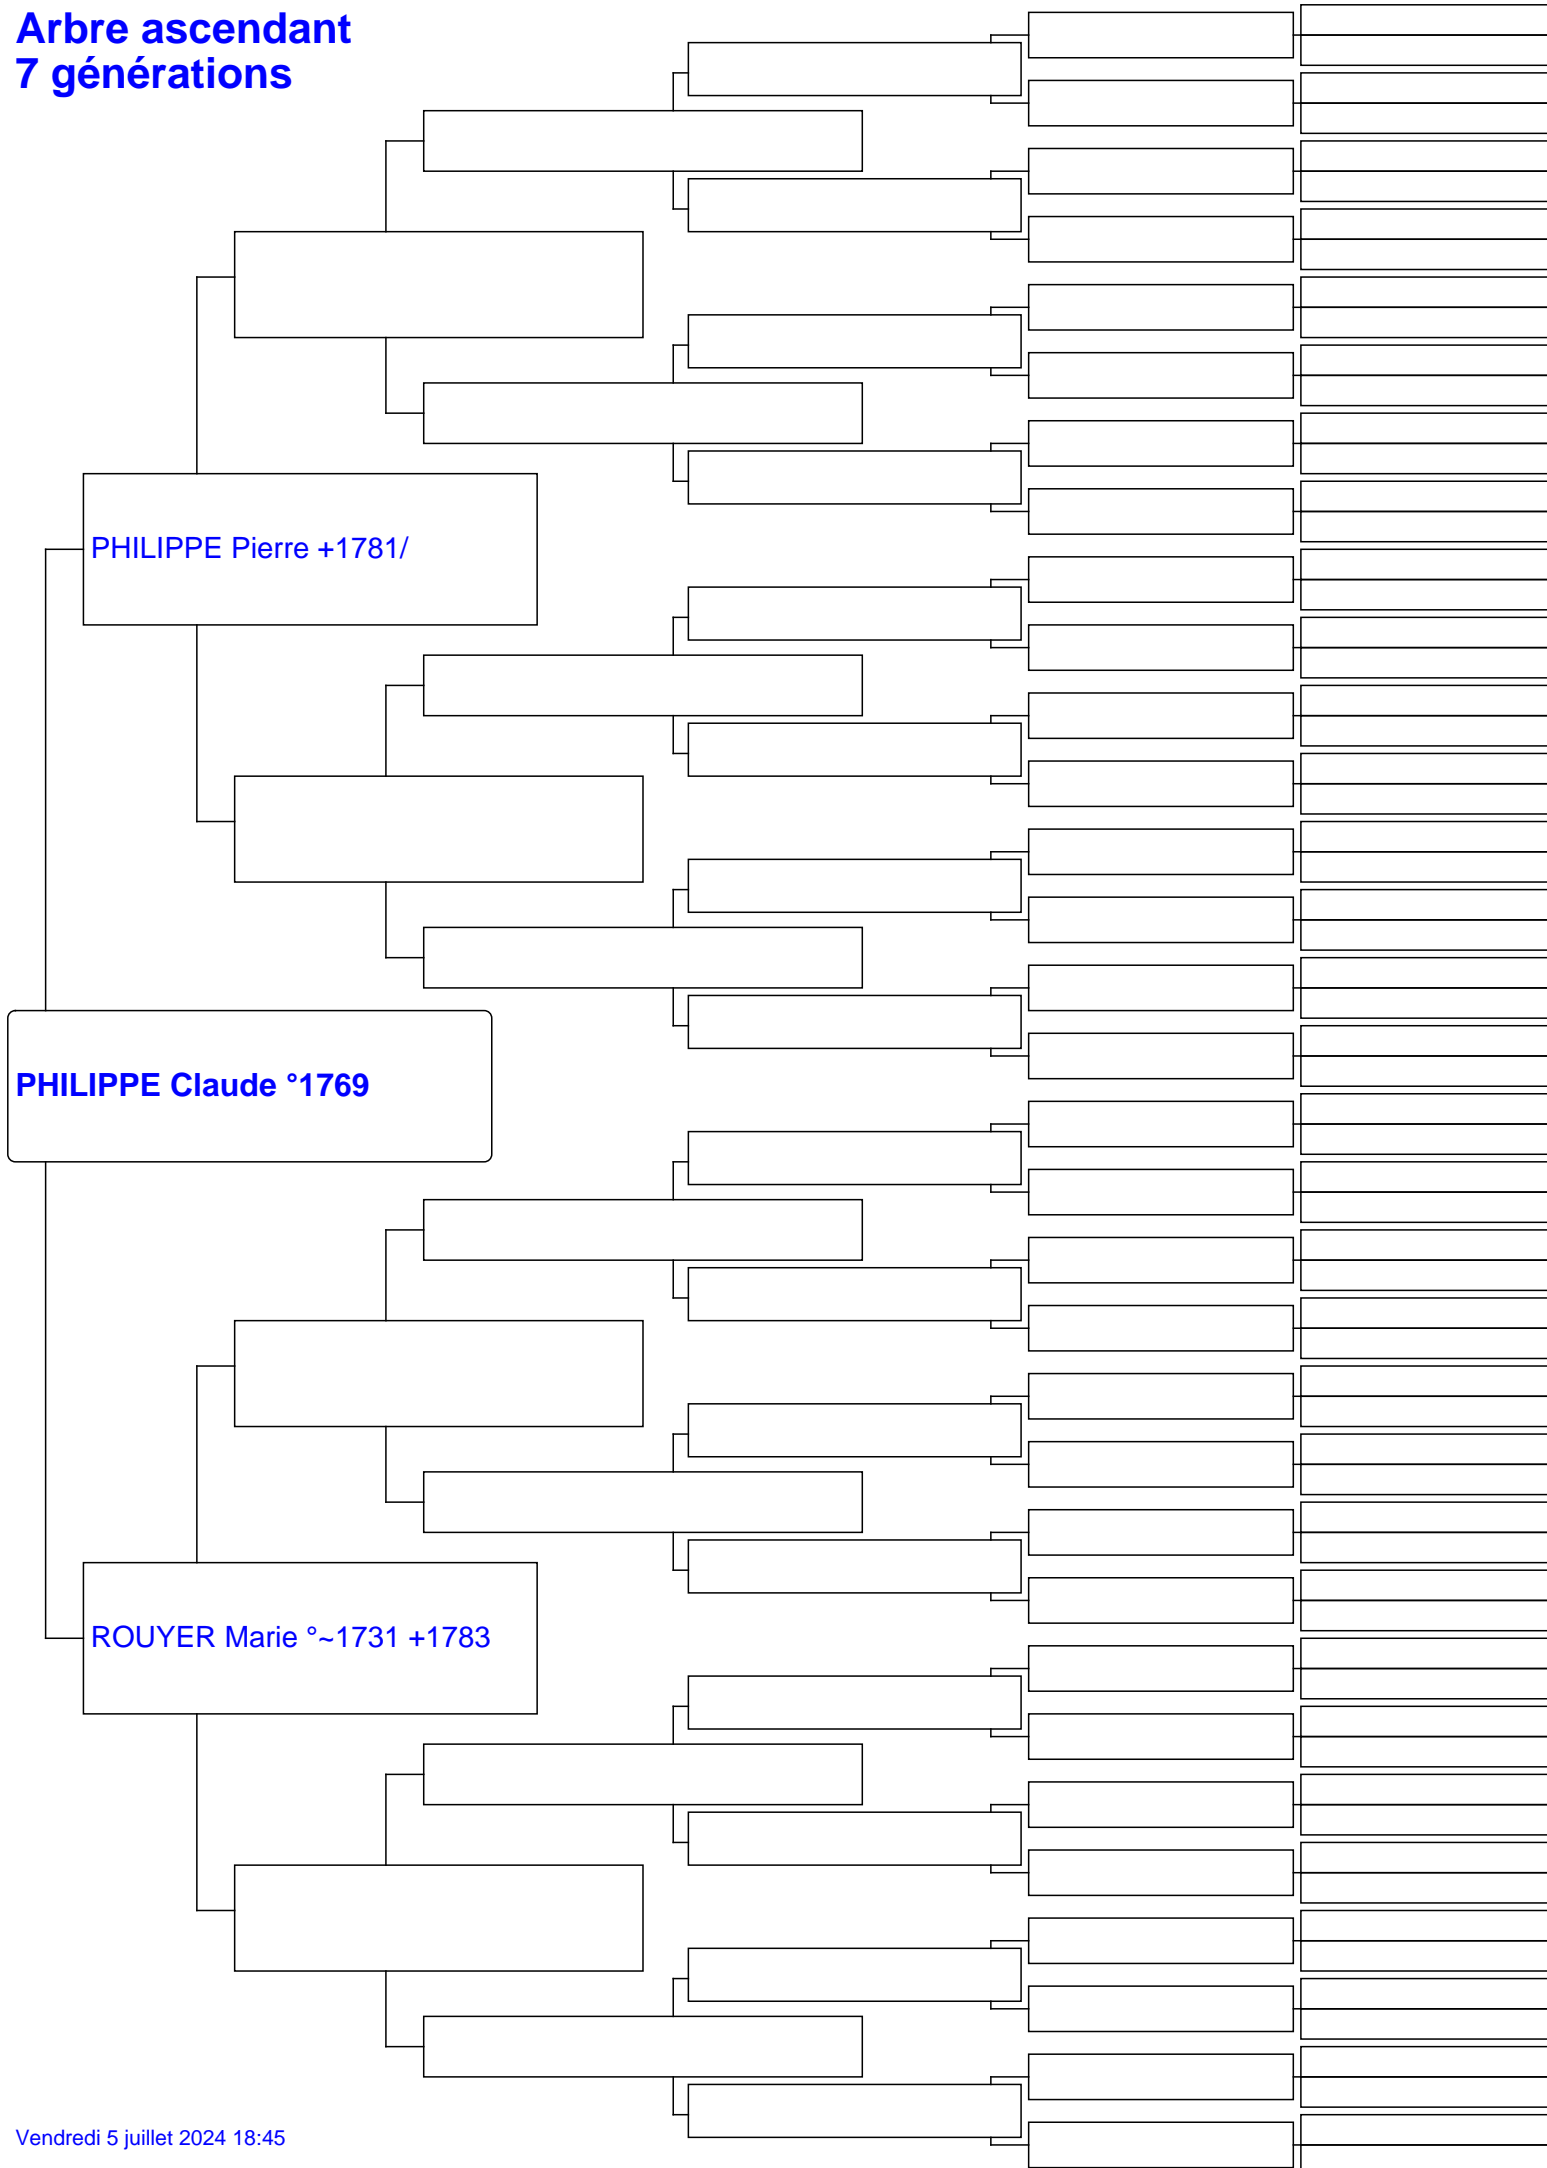 Arbre ascendant
7 générations
PHILIPPE Pierre +1781/
PHILIPPE Claude °1769
ROUYER Marie °~1731 +1783
Vendredi 5 juillet 2024 18:45